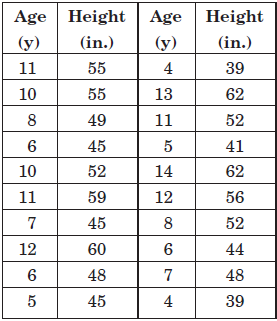 Age Height Age Height
(y) (in.) (y) (in.)
11 55 4 39
10 55 13 62
8 49 11 52
6 45 5 41
10 52 14 62
11 59 12 56
7 45 8 52
12 60 6 44
6 48 7 48
5 45 4 39